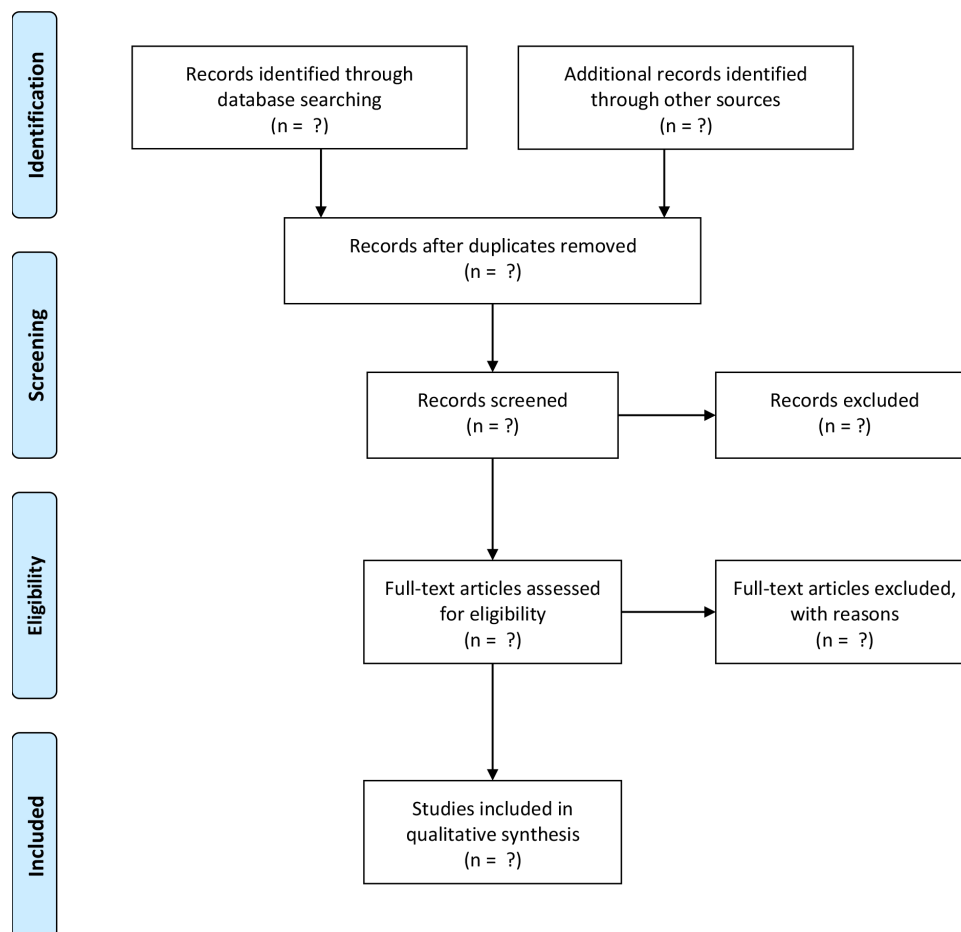 Identification
Records identified through
database searching
(n =  ?)
Additional records identified
through other sources
(n = ?)
Records after duplicates removed
(n =  ?)
Screening
Records screened
(n = ?)
Records excluded
(n = ?)
Eligibility
Full-text articles assessed
for eligibility
(n =  ?)
Full-text articles excluded,
with reasons
(n =  ?)
Included
Studies included in
qualitative synthesis
(n =  ?)